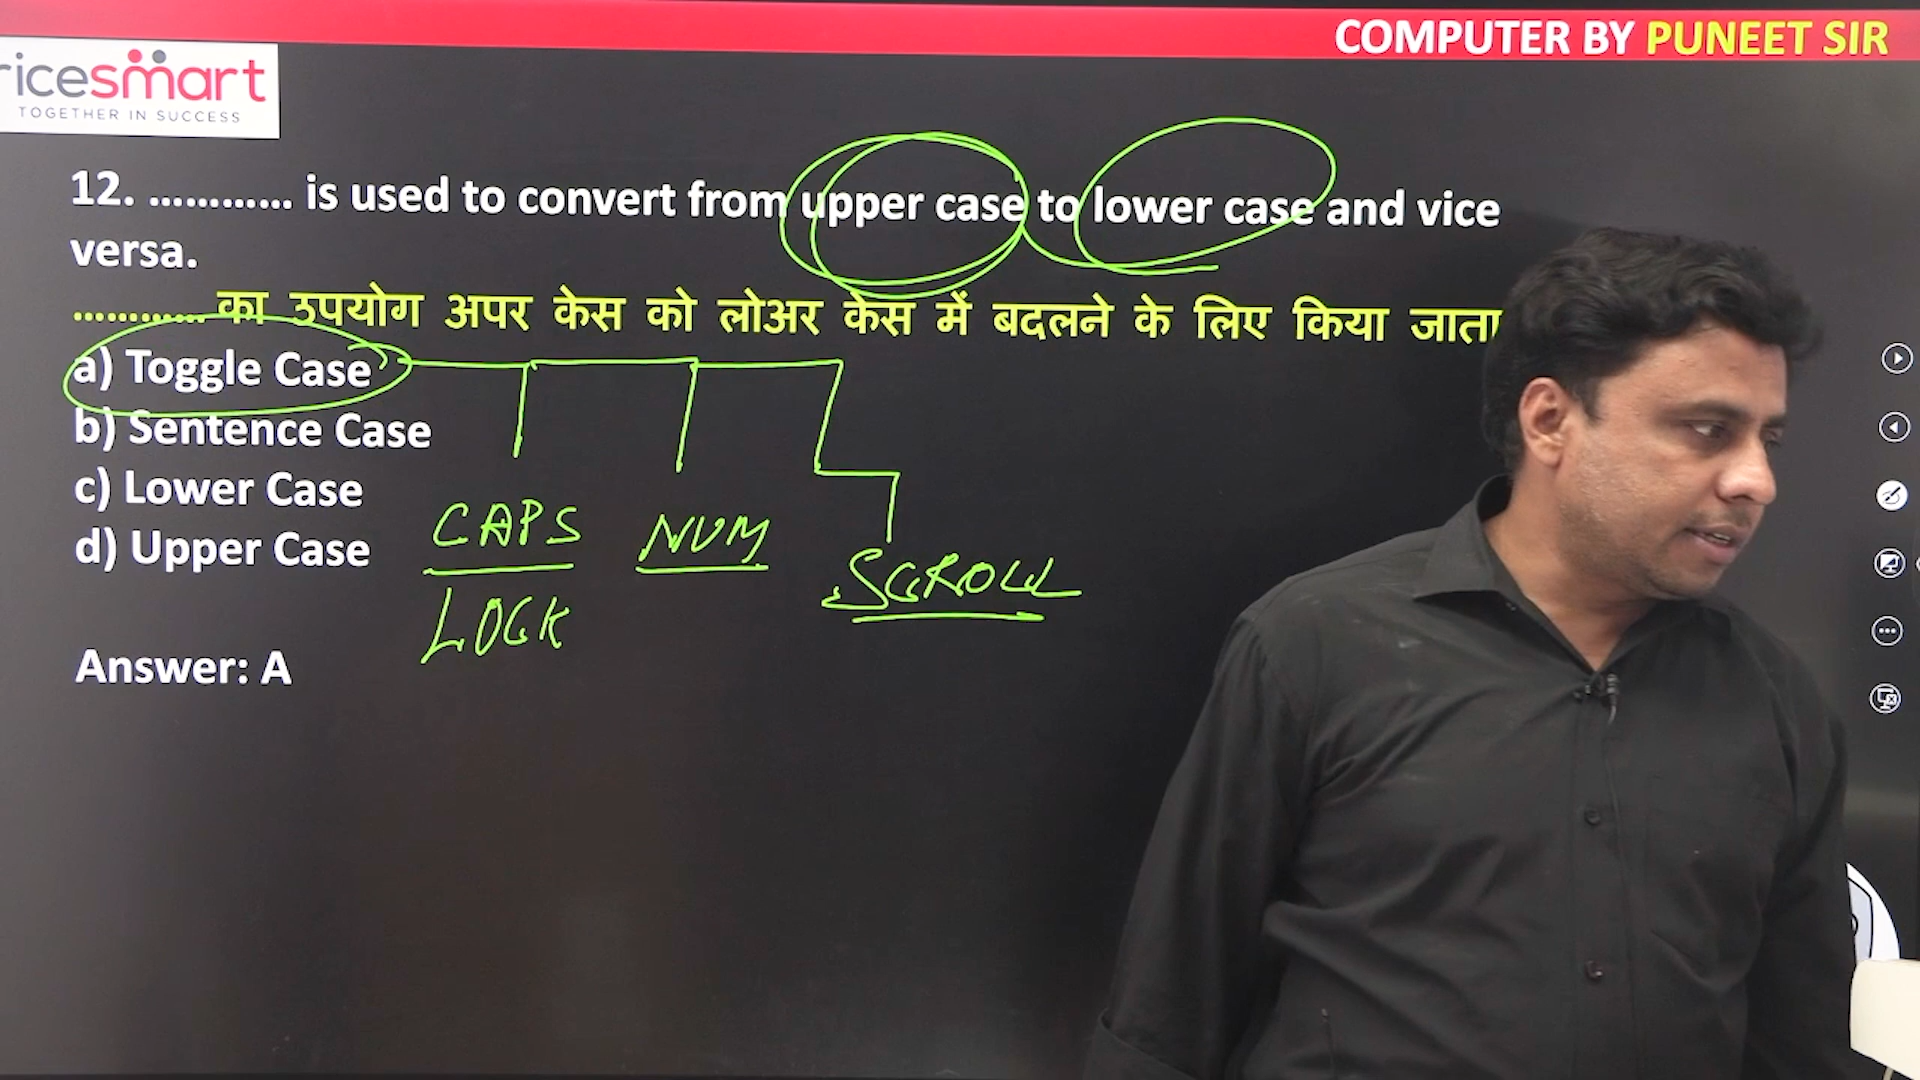 COMPUTER BY PUNEET SIR
ricesmart
TOGETHER IN SUCCESS
12. ............. is used to convert from upper case to lower case and vice
versa.
............. का उपयोग अपर केस को लोअर केस में बदलने के लिए किया जाता
a) Toggle Case
b) Sentence Case
c) Lower Case
d) Upper Case
CAPS NUM
SCROLL
LOCK
Answer: A